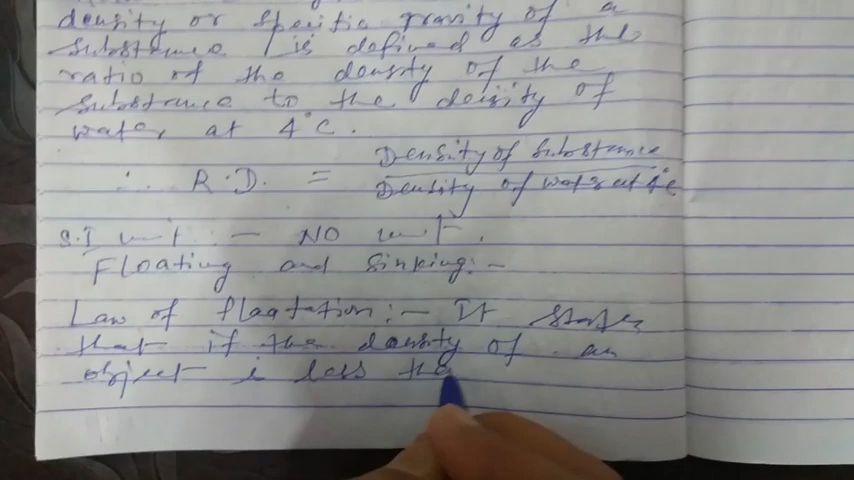 density or specific gravity of a
substance is defined as the
ratio of the density of the
substance to the density of
water at 4°C.
∴ R.D. = Density of substance
Density of water at 4°C
S.I unit :- NO unit.
Floating and Sinking:-
Law of flaatation:- It states
that if the density of an
object is less tha